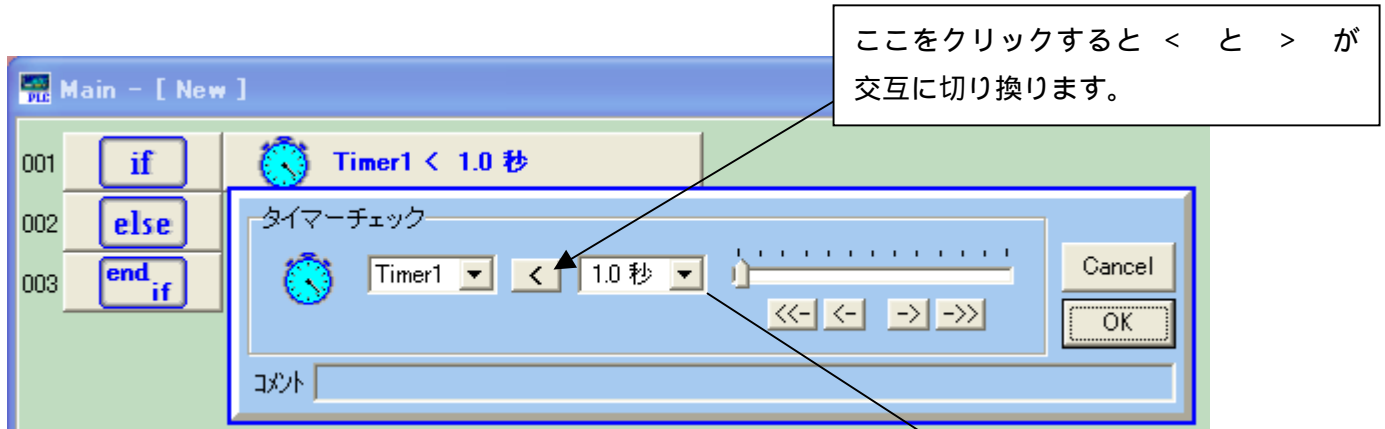 ここをクリックすると < と > が
交互に切り換ります。
PLC Main - [ New ]
001 if Timer1 < 1.0 秒
002 else
003 end if
タイマーチェック
Timer1 < 1.0 秒
Cancel
<<- <- -> ->>
OK
コメント